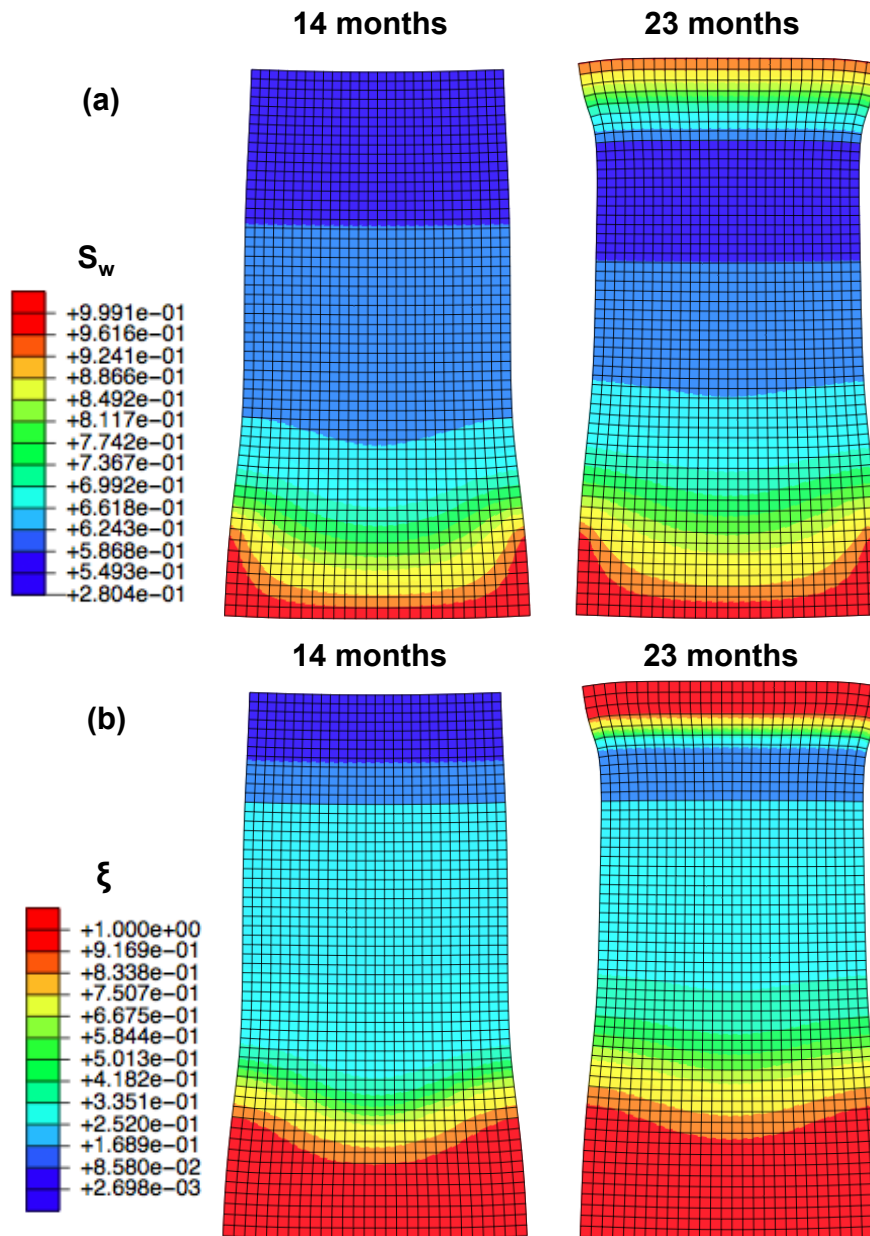 14 months 23 months
(a)
S_w
+9.991e−01
+9.616e−01
+9.241e−01
+8.866e−01
+8.492e−01
+8.117e−01
+7.742e−01
+7.367e−01
+6.992e−01
+6.618e−01
+6.243e−01
+5.868e−01
+5.493e−01
+2.804e−01
14 months 23 months
(b)
ξ
+1.000e+00
+9.169e−01
+8.338e−01
+7.507e−01
+6.675e−01
+5.844e−01
+5.013e−01
+4.182e−01
+3.351e−01
+2.520e−01
+1.689e−01
+8.580e−02
+2.698e−03